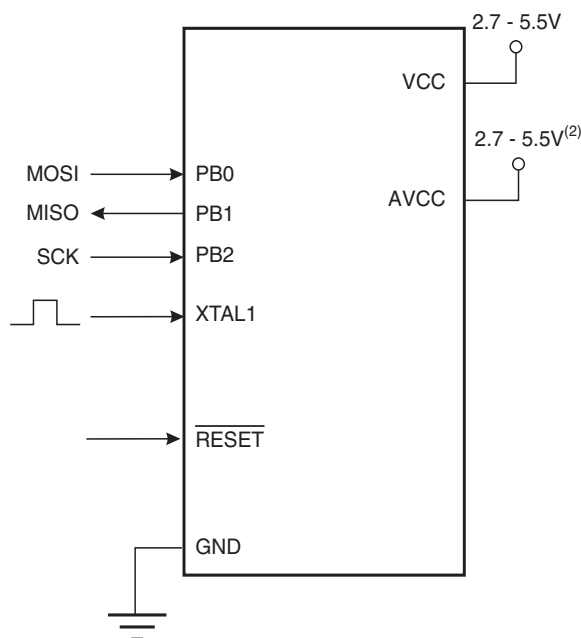 2.7 - 5.5V
VCC
2.7 - 5.5V(2)
MOSI PB0
AVCC
MISO PB1
SCK PB2
XTAL1
RESET
GND